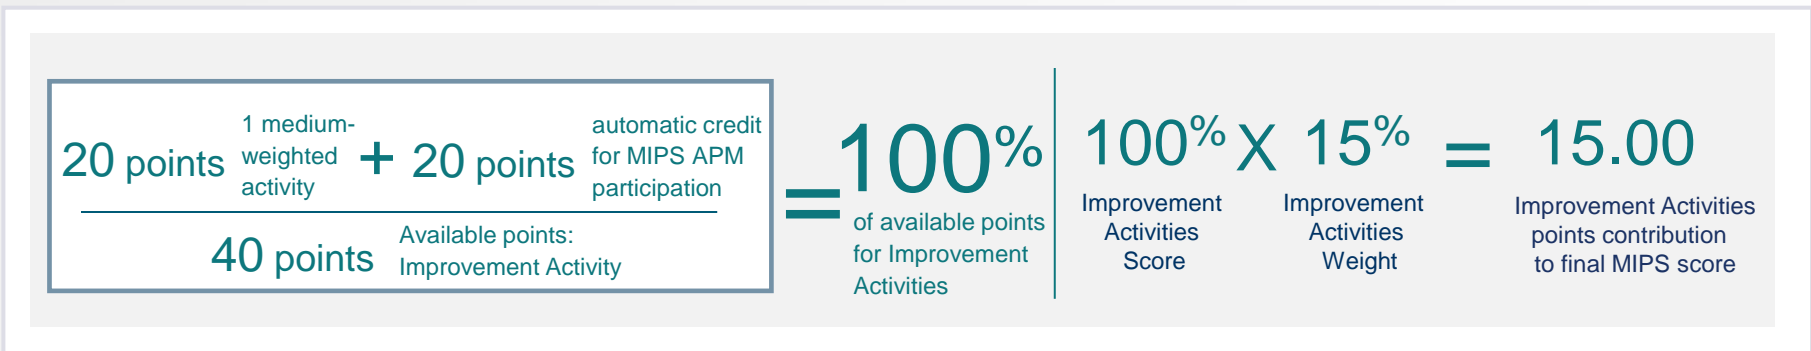 20 points
1 medium-
weighted
activity
+
20 points
automatic credit
for MIPS APM
participation
40 points
Available points:
Improvement Activity
=
100%
of available points
for Improvement
Activities
100% X 15% = 15.00
Improvement
Activities
Score
Improvement
Activities
Weight
Improvement Activities
points contribution
to final MIPS score